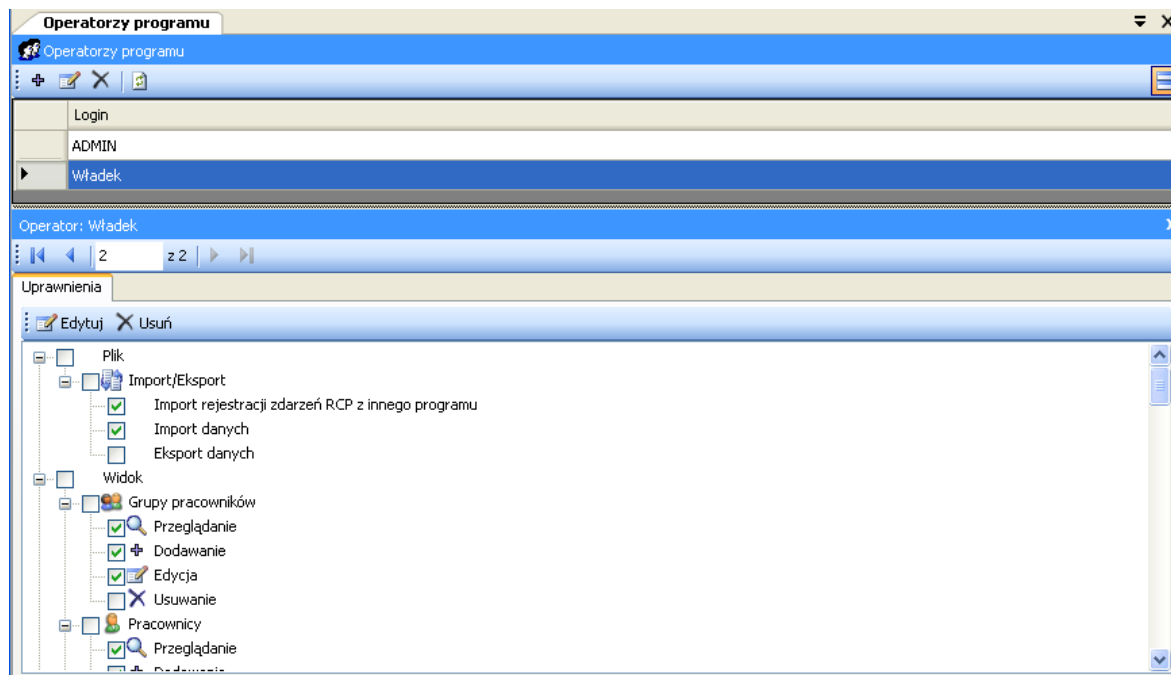 Operatorzy programu
Operatorzy programu
Login
ADMIN
Władek
Operator: Władek
2 z 2
Uprawnienia
Edytuj Usuń
Plik
Import/Eksport
Import rejestracji zdarzeń RCP z innego programu
Import danych
Eksport danych
Widok
Grupy pracowników
Przeglądanie
Dodawanie
Edycja
Usuwanie
Pracownicy
Przeglądanie